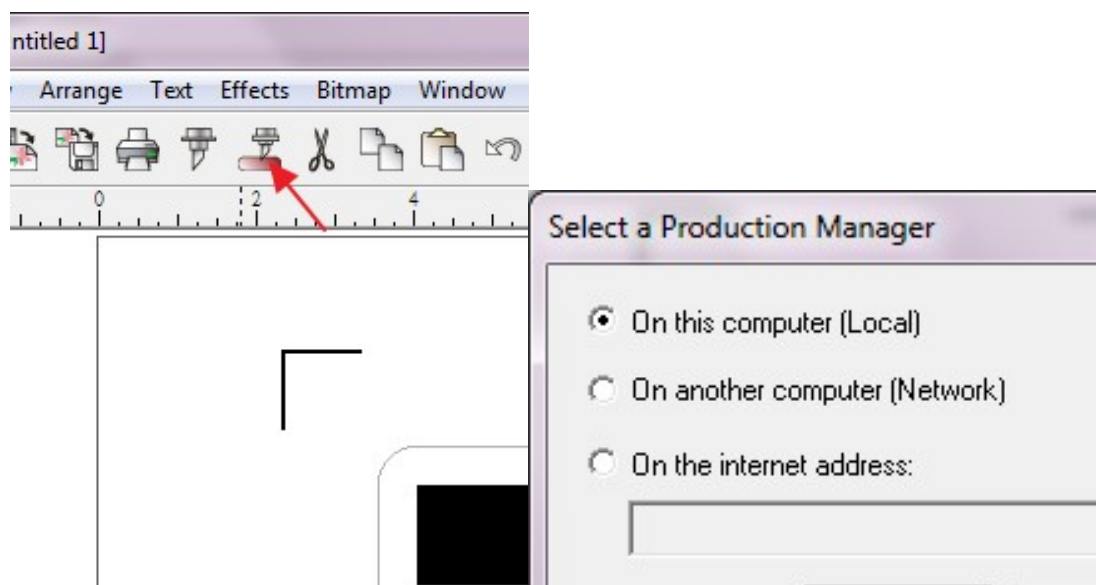 ntitled 1]
Arrange Text Effects Bitmap Window
0 2 4
Select a Production Manager
On this computer (Local)
On another computer (Network)
On the internet address: